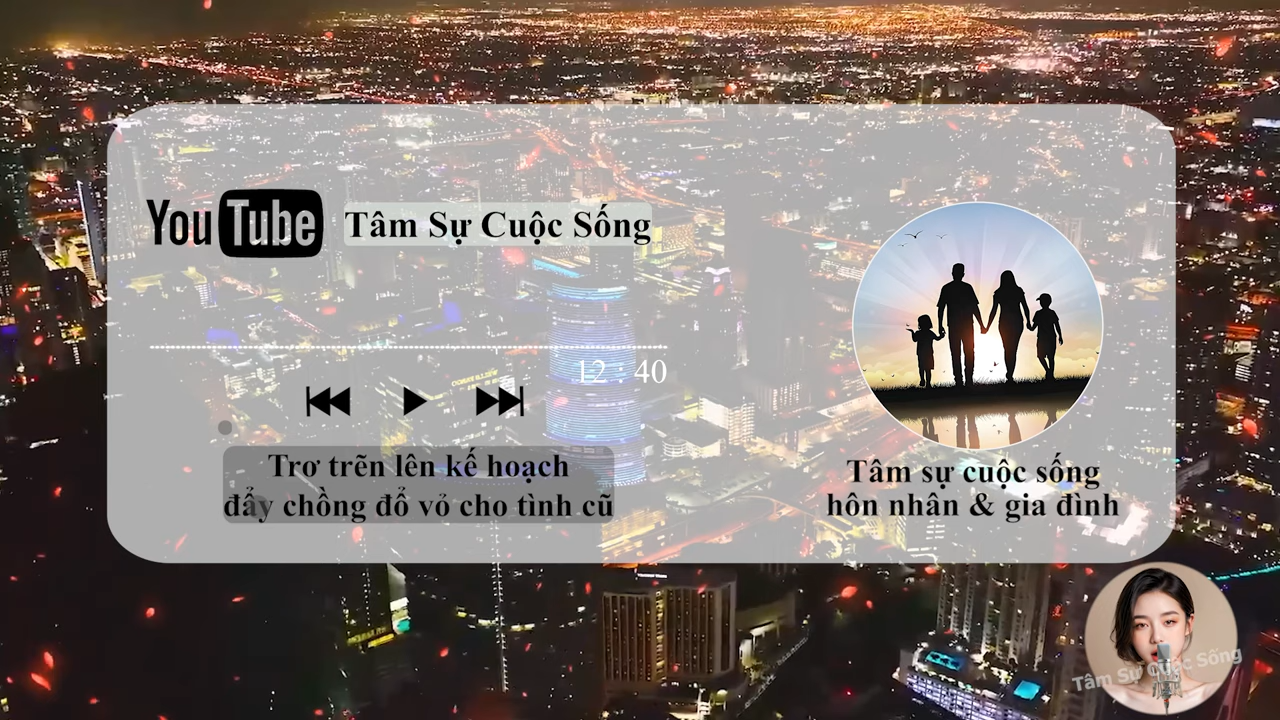 YouTube
Tâm Sự Cuộc Sống
12 : 40
Trơ trẽn lên kế hoạch
đẩy chồng đổ vỏ cho tình cũ
Tâm sự cuộc sống
hôn nhân & gia đình
Tâm Sự Cuộc Sống